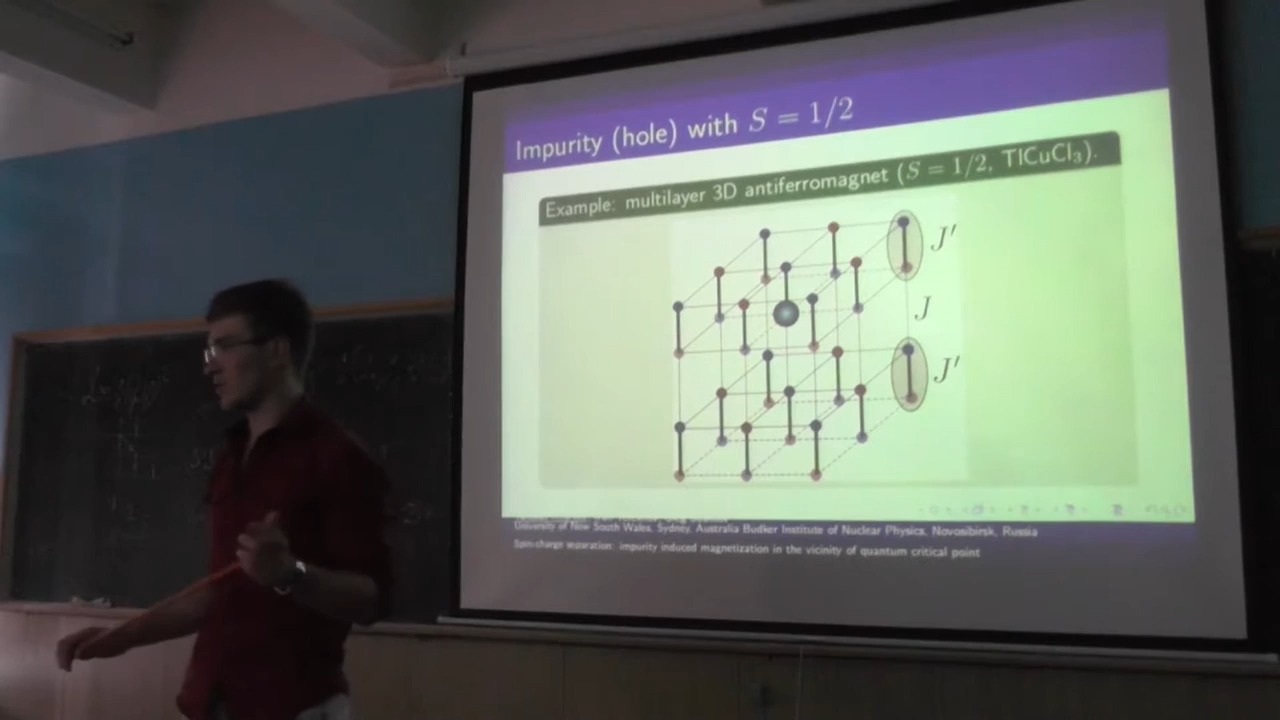 Impurity (hole) with S = 1/2
Example: multilayer 3D antiferromagnet (S = 1/2, TlCuCl₃).
J′
J
J′
University of New South Wales, Sydney, Australia Budker Institute of Nuclear Physics, Novosibirsk, Russia
Spin-charge separation: impurity induced magnetization in the vicinity of quantum critical point